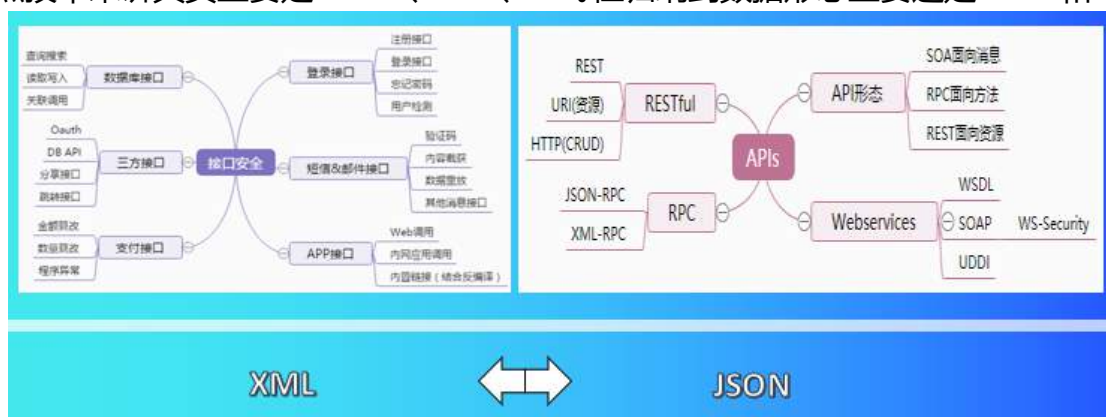 查询搜索
读取写入
关联调用
数据库接口
Oauth
DB API
分享接口
跳转接口
三方接口
金额篡改
数量篡改
程序异常
支付接口
接口安全
注册接口
登录接口
忘记密码
用户检测
登录接口
验证码
内容截获
数据重放
其他消息接口
短信&邮件接口
Web调用
内网应用调用
内置链接（结合反编译）
APP接口
REST
URI(资源)
HTTP(CRUD)
RESTful
JSON-RPC
XML-RPC
RPC
APIs
SOA面向消息
RPC面向方法
REST面向资源
API形态
WSDL
SOAP
WS-Security
UDDI
Webservices
XML
JSON